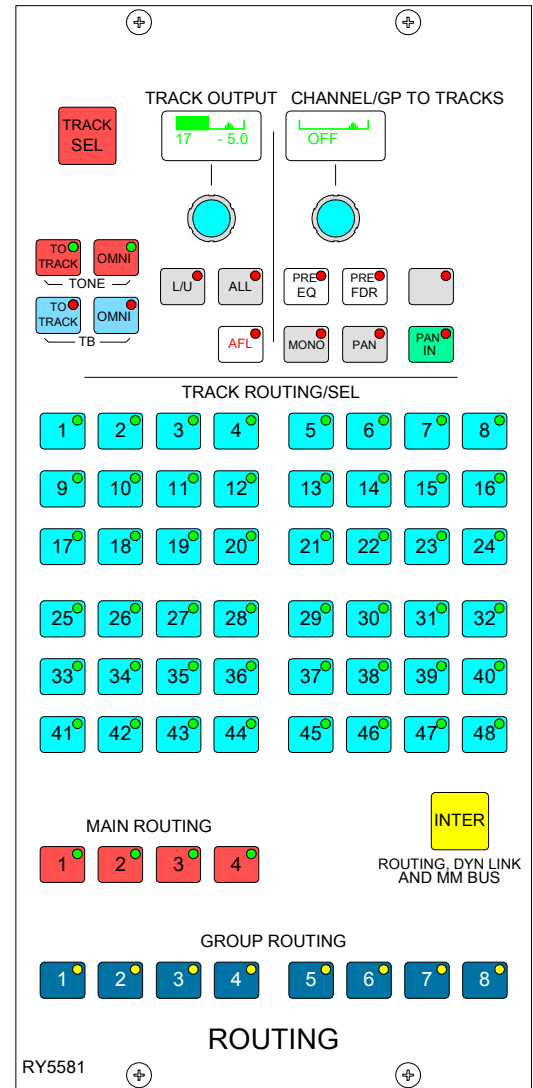 TRACK OUTPUT
CHANNEL/GP TO TRACKS
TRACK
SEL
17 - 5.0
OFF
TO
TRACK
OMNI
TONE
TO
TRACK
OMNI
TB
L/U
ALL
AFL
PRE
EQ
PRE
FDR
MONO
PAN
PAN
IN
TRACK ROUTING/SEL
1 2 3 4 5 6 7 8
9 10 11 12 13 14 15 16
17 18 19 20 21 22 23 24
25 26 27 28 29 30 31 32
33 34 35 36 37 38 39 40
41 42 43 44 45 46 47 48
MAIN ROUTING
1 2 3 4
INTER
ROUTING, DYN LINK
AND MM BUS
GROUP ROUTING
1 2 3 4 5 6 7 8
ROUTING
RY5581